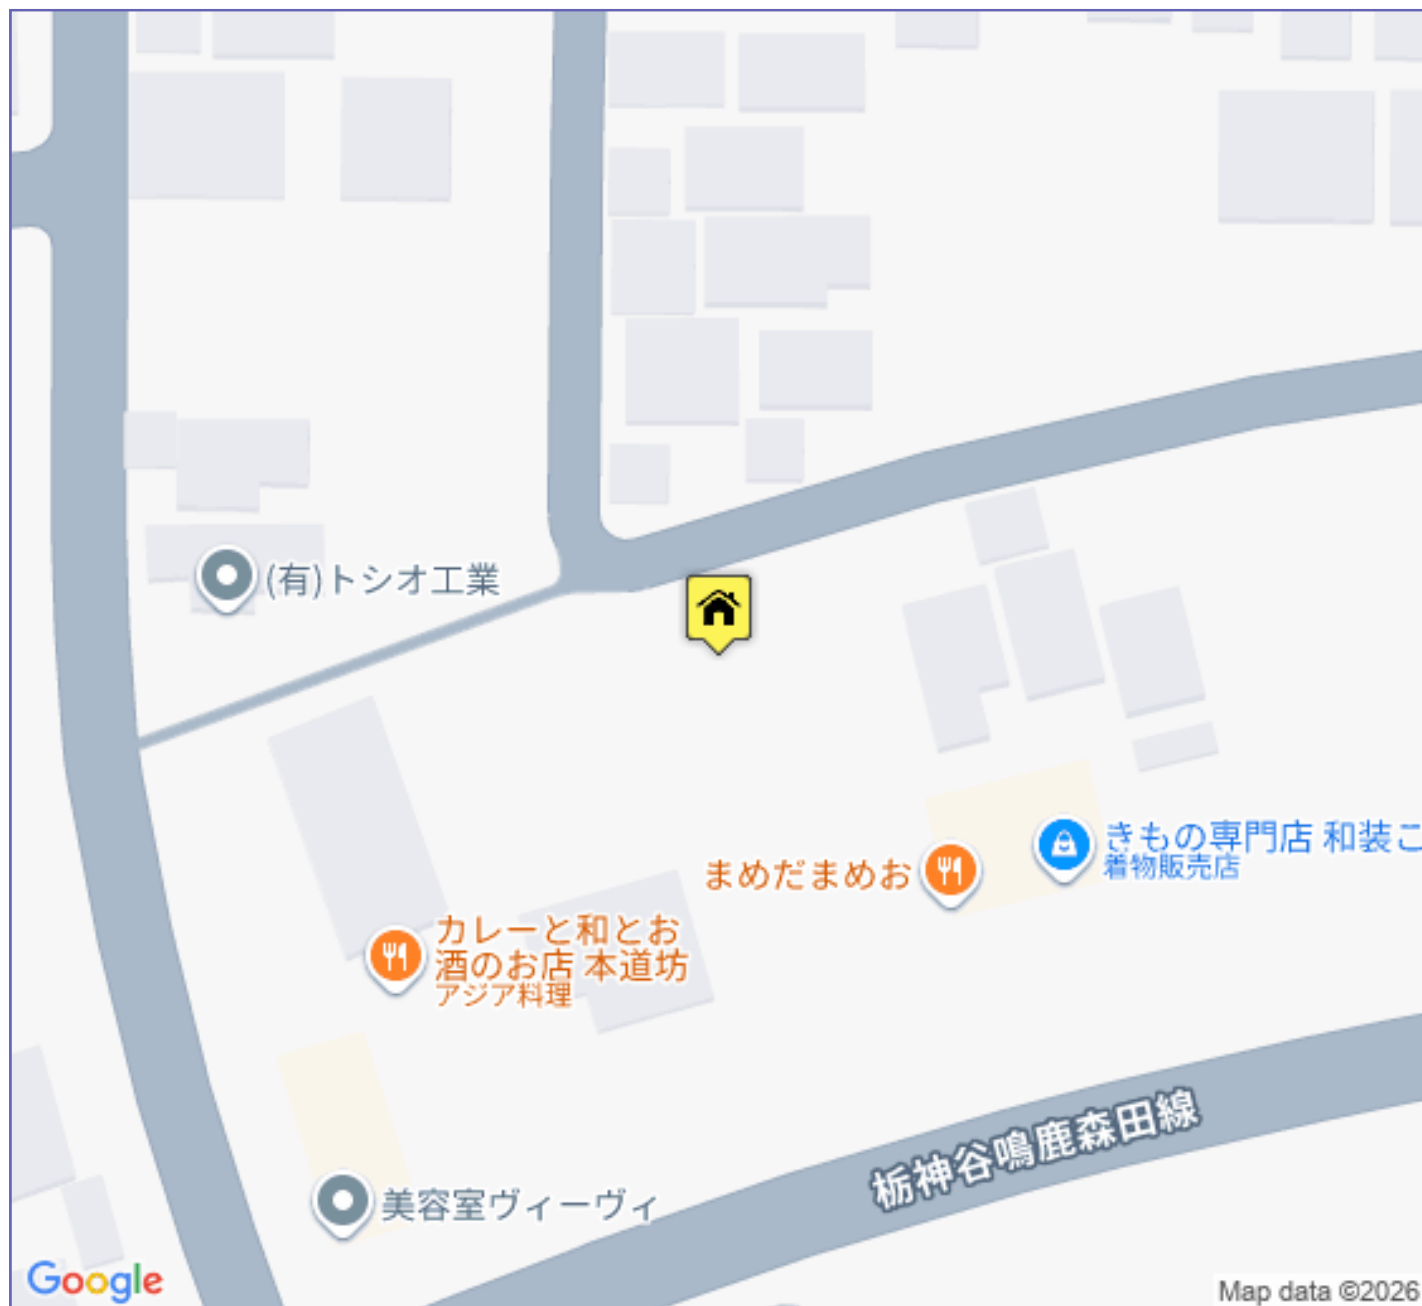 (有)トシオ工業
まめだまめお
きもの専門店 和装こ
着物販売店
カレーと和とお
酒のお店 本道坊
アジア料理
栃神谷鳴鹿森田線
美容室ヴィーヴィ
Google
Map data ©2026